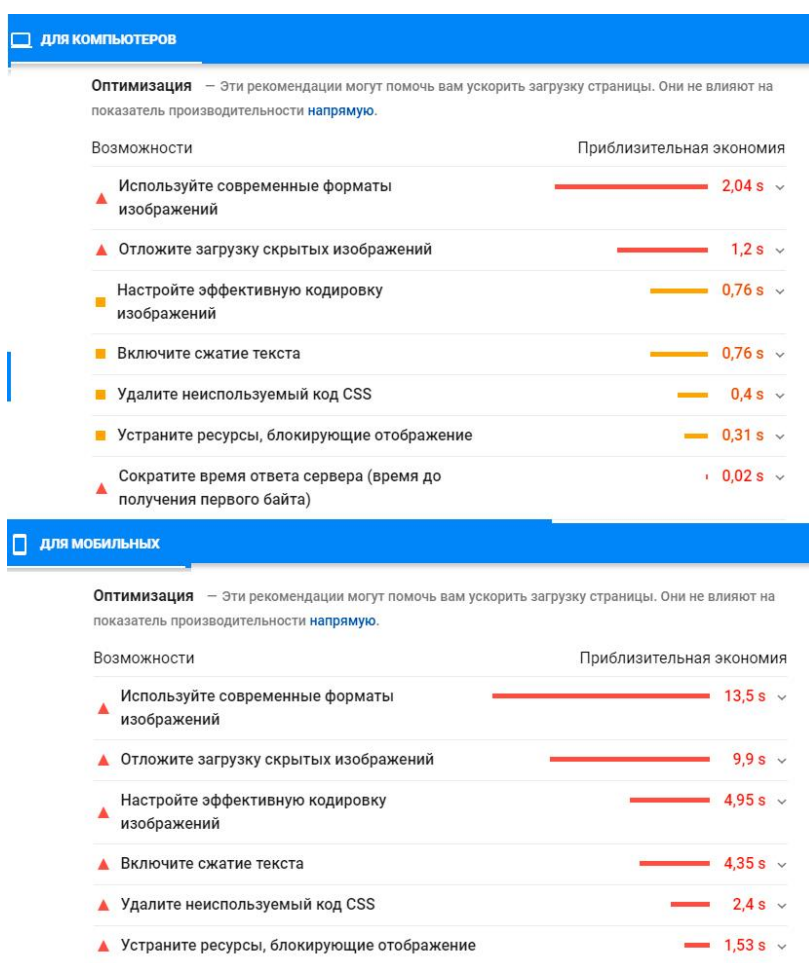 ДЛЯ КОМПЬЮТЕРОВ
Оптимизация — Эти рекомендации могут помочь вам ускорить загрузку страницы. Они не влияют на
показатель производительности напрямую.
Возможности Приблизительная экономия
Используйте современные форматы
изображений 2,04 s
Отложите загрузку скрытых изображений 1,2 s
Настройте эффективную кодировку
изображений 0,76 s
Включите сжатие текста 0,76 s
Удалите неиспользуемый код CSS 0,4 s
Устраните ресурсы, блокирующие отображение 0,31 s
Сократите время ответа сервера (время до
получения первого байта) 0,02 s
ДЛЯ МОБИЛЬНЫХ
Оптимизация — Эти рекомендации могут помочь вам ускорить загрузку страницы. Они не влияют на
показатель производительности напрямую.
Возможности Приблизительная экономия
Используйте современные форматы
изображений 13,5 s
Отложите загрузку скрытых изображений 9,9 s
Настройте эффективную кодировку
изображений 4,95 s
Включите сжатие текста 4,35 s
Удалите неиспользуемый код CSS 2,4 s
Устраните ресурсы, блокирующие отображение 1,53 s